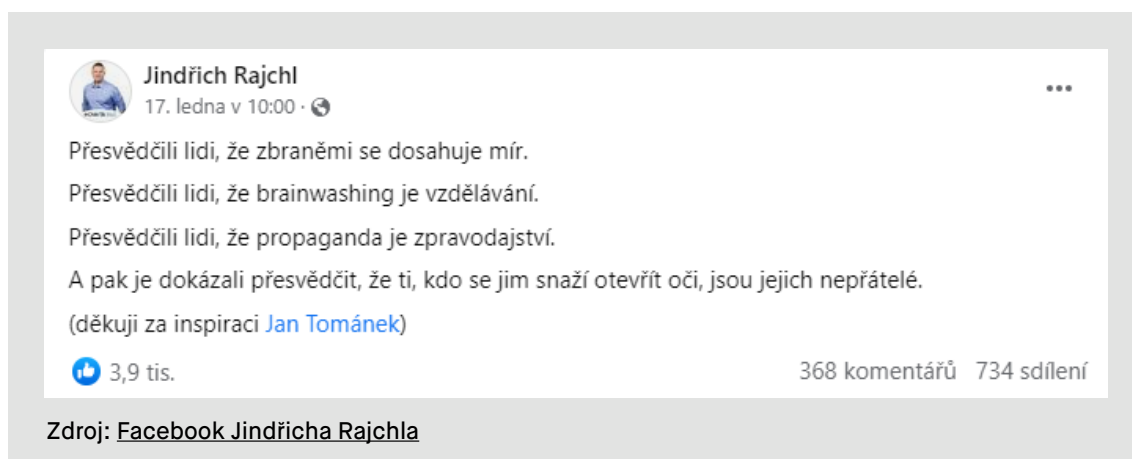 Jindřich Rajchl
17. ledna v 10:00 ·
Přesvědčili lidi, že zbraněmi se dosahuje mír.
Přesvědčili lidi, že brainwashing je vzdělávání.
Přesvědčili lidi, že propaganda je zpravodajství.
A pak je dokázali přesvědčit, že ti, kdo se jim snaží otevřít oči, jsou jejich nepřátelé.
(děkuji za inspiraci Jan Tománek)
3,9 tis. 368 komentářů 734 sdílení
Zdroj: Facebook Jindřicha Rajchla